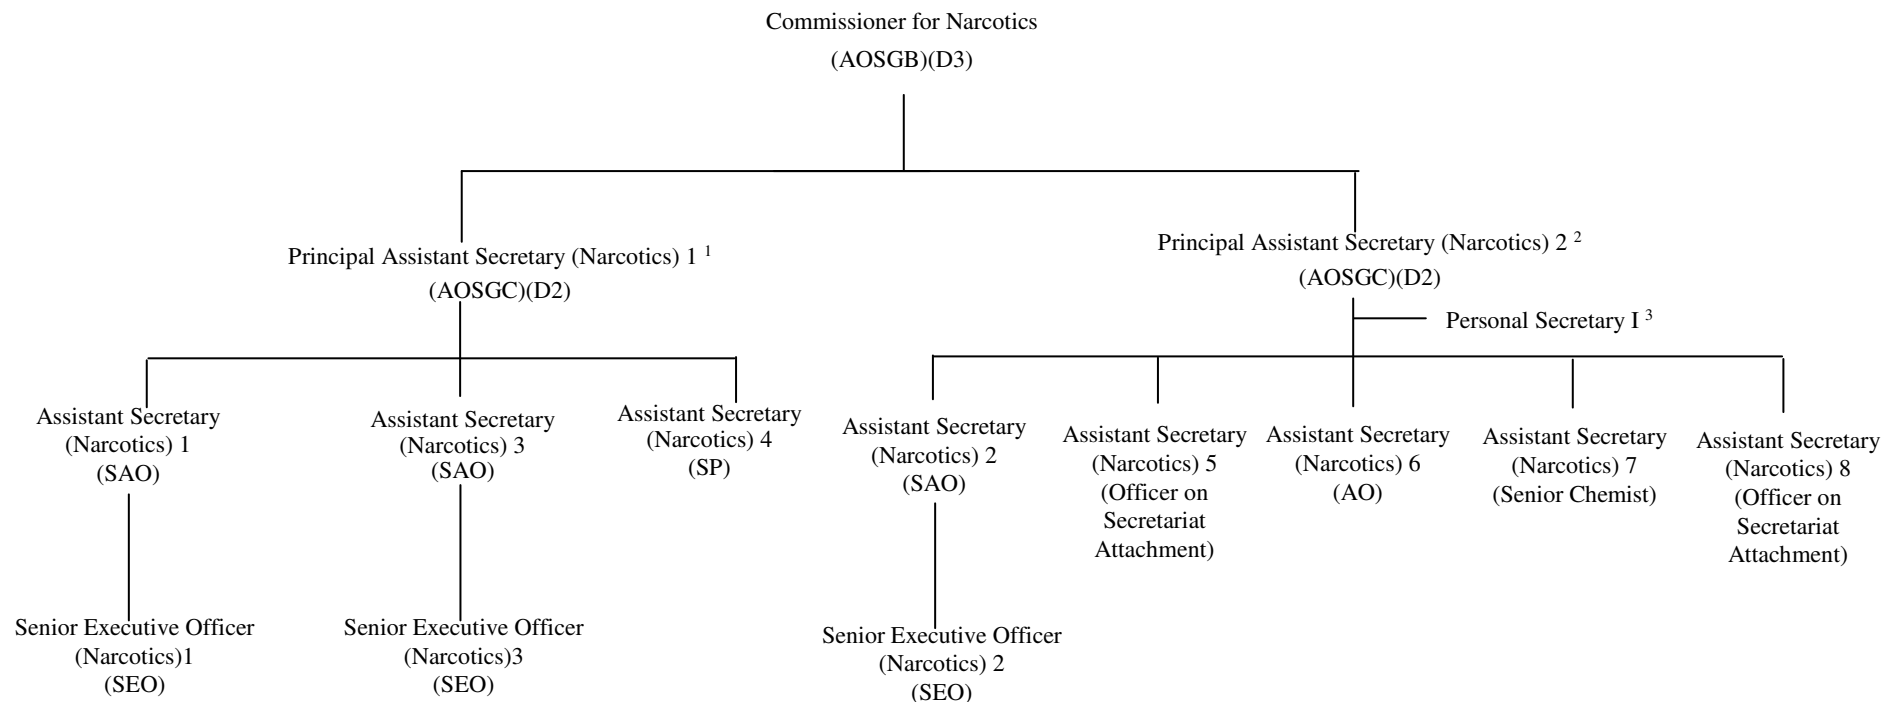 Commissioner for Narcotics
(AOSGB)(D3)
Principal Assistant Secretary (Narcotics) 1 1
(AOSGC)(D2)
Principal Assistant Secretary (Narcotics) 2 2
(AOSGC)(D2)
Personal Secretary I 3
Assistant Secretary
(Narcotics) 1
(SAO)
Assistant Secretary
(Narcotics) 3
(SAO)
Assistant Secretary
(Narcotics) 4
(SP)
Assistant Secretary
(Narcotics) 2
(SAO)
Assistant Secretary
(Narcotics) 5
(Officer on
Secretariat
Attachment)
Assistant Secretary
(Narcotics) 6
(AO)
Assistant Secretary
(Narcotics) 7
(Senior Chemist)
Assistant Secretary
(Narcotics) 8
(Officer on
Secretariat
Attachment)
Senior Executive Officer
(Narcotics)1
(SEO)
Senior Executive Officer
(Narcotics)3
(SEO)
Senior Executive Officer
(Narcotics) 2
(SEO)